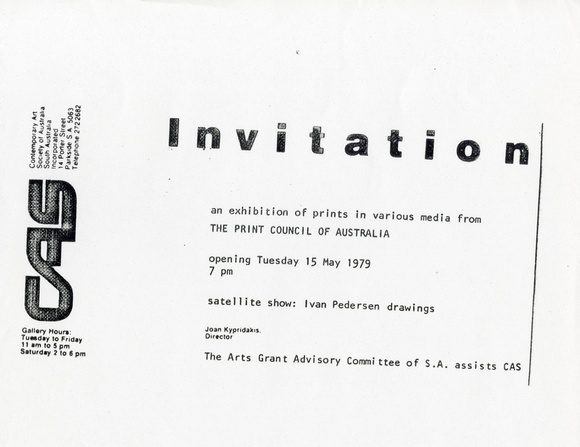 Invitation
an exhibition of prints in various media from
THE PRINT COUNCIL OF AUSTRALIA
opening Tuesday 15 May 1979
7 pm
satellite show: Ivan Pedersen drawings
Joan Kypridakis.
Director
The Arts Grant Advisory Committee of S.A. assists CAS
Contemporary Art
Society of Australia
South Australia
Incorporated
14 Porter Street
Parkside S A 5063
Telephone 272 2682
CAS
Gallery Hours:
Tuesday to Friday
11 am to 5 pm
Saturday 2 to 6 pm